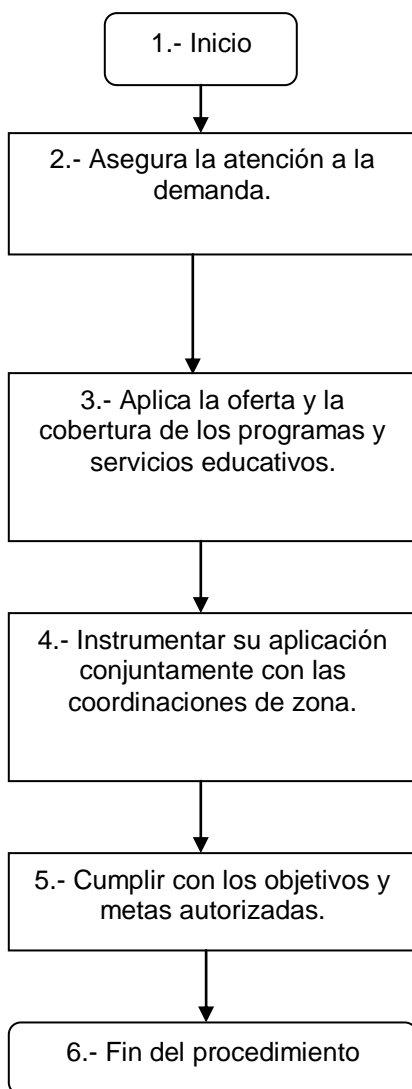 1.- Inicio
2.- Asegura la atención a la
demanda.
3.- Aplica la oferta y la
cobertura de los programas y
servicios educativos.
4.- Instrumentar su aplicación
conjuntamente con las
coordinaciones de zona.
5.- Cumplir con los objetivos y
metas autorizadas.
6.- Fin del procedimiento